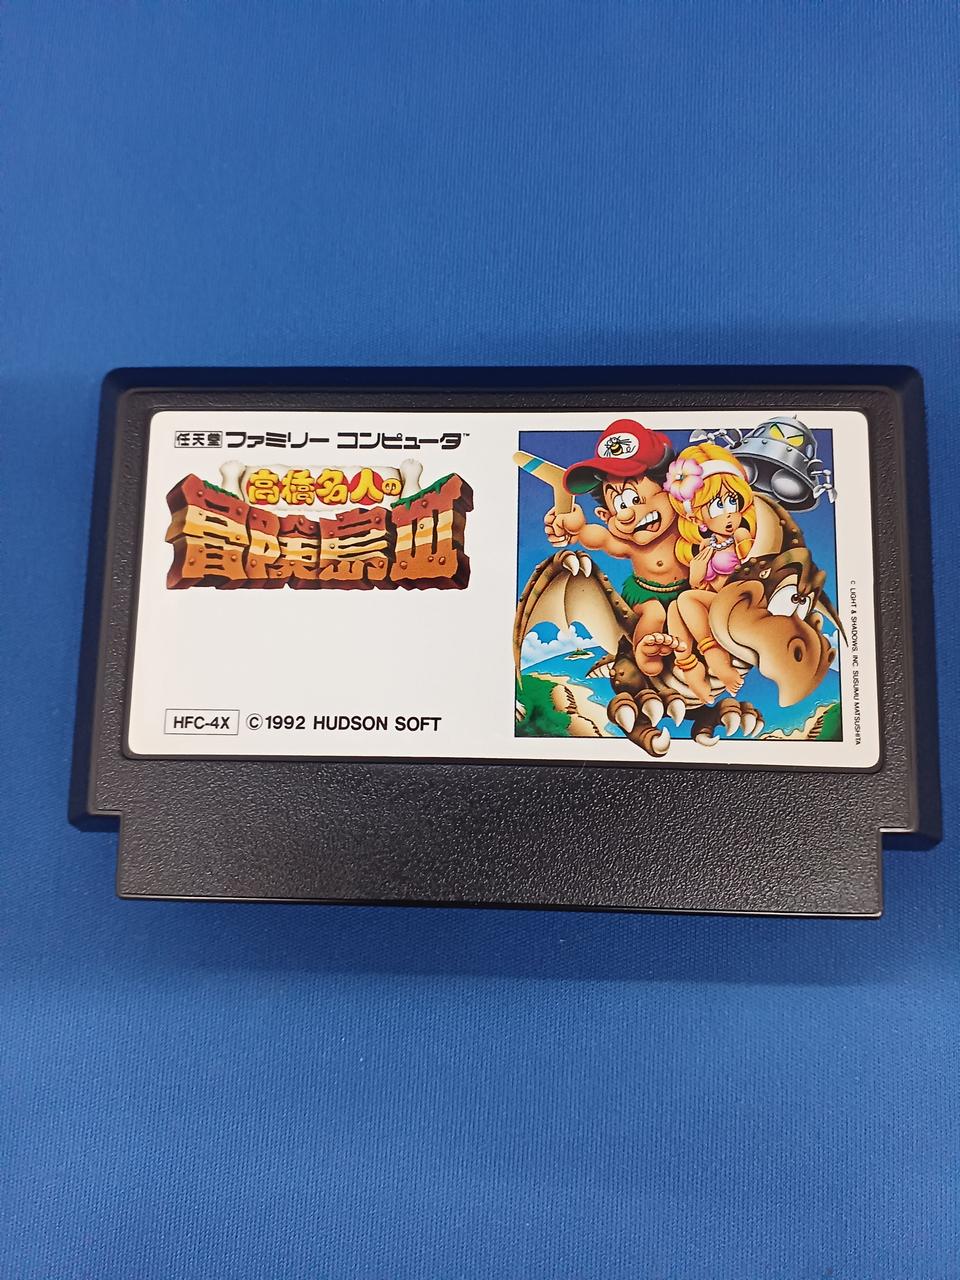 任天堂 ファミリーコンピュータ™
高橋名人の
冒険島III
HFC-4X ©1992 HUDSON SOFT
C LIGHT & SHADOWS, INC. SUSUMU MATSUSHITA